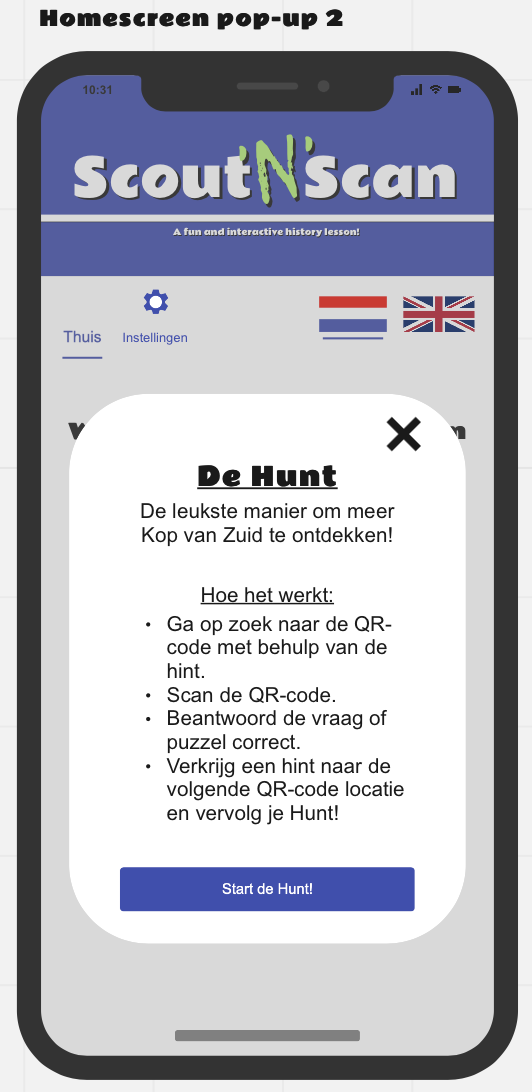 Homescreen pop-up 2
10:31
Scout'N'Scan
A fun and interactive history lesson!
Thuis
Instellingen
De Hunt
De leukste manier om meer
Kop van Zuid te ontdekken!
Hoe het werkt:
• Ga op zoek naar de QR-
code met behulp van de
hint.
• Scan de QR-code.
• Beantwoord de vraag of
puzzel correct.
• Verkrijg een hint naar de
volgende QR-code locatie
en vervolg je Hunt!
Start de Hunt!